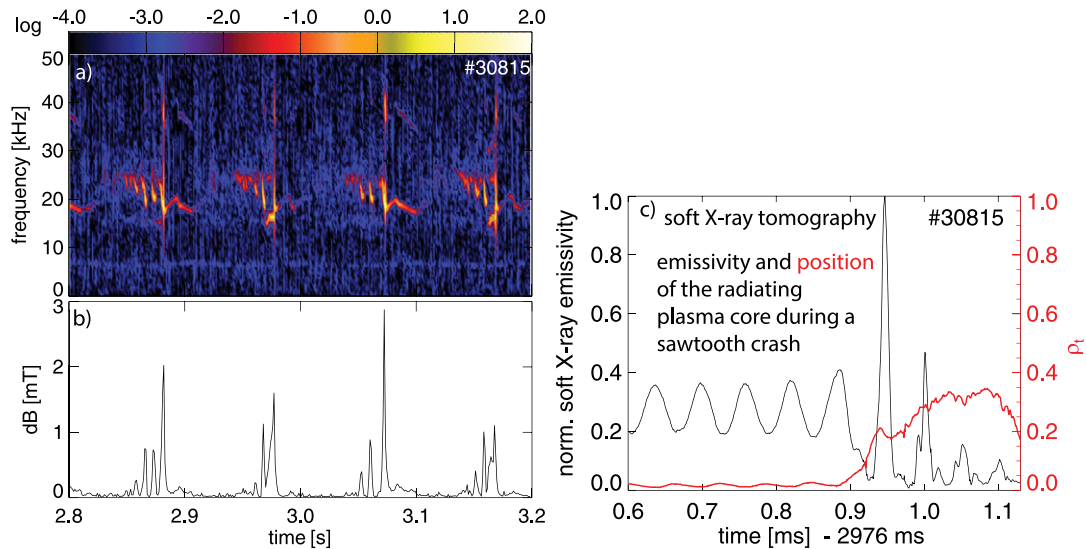 log
-4.0 -3.0 -2.0 -1.0 0.0 1.0 2.0
a)
#30815
50
40
30
20
10
0
frequency [kHz]
b)
3
2
1
0
dB [mT]
2.8 2.9 3.0 3.1 3.2
time [s]
c) soft X-ray tomography #30815
emissivity and position
of the radiating
plasma core during a
sawtooth crash
1.0
0.8
0.6
0.4
0.2
0.0
norm. soft X-ray emissivity
1.0
0.8
0.6
0.4
0.2
0.0
ρt
0.6 0.7 0.8 0.9 1.0 1.1
time [ms] - 2976 ms